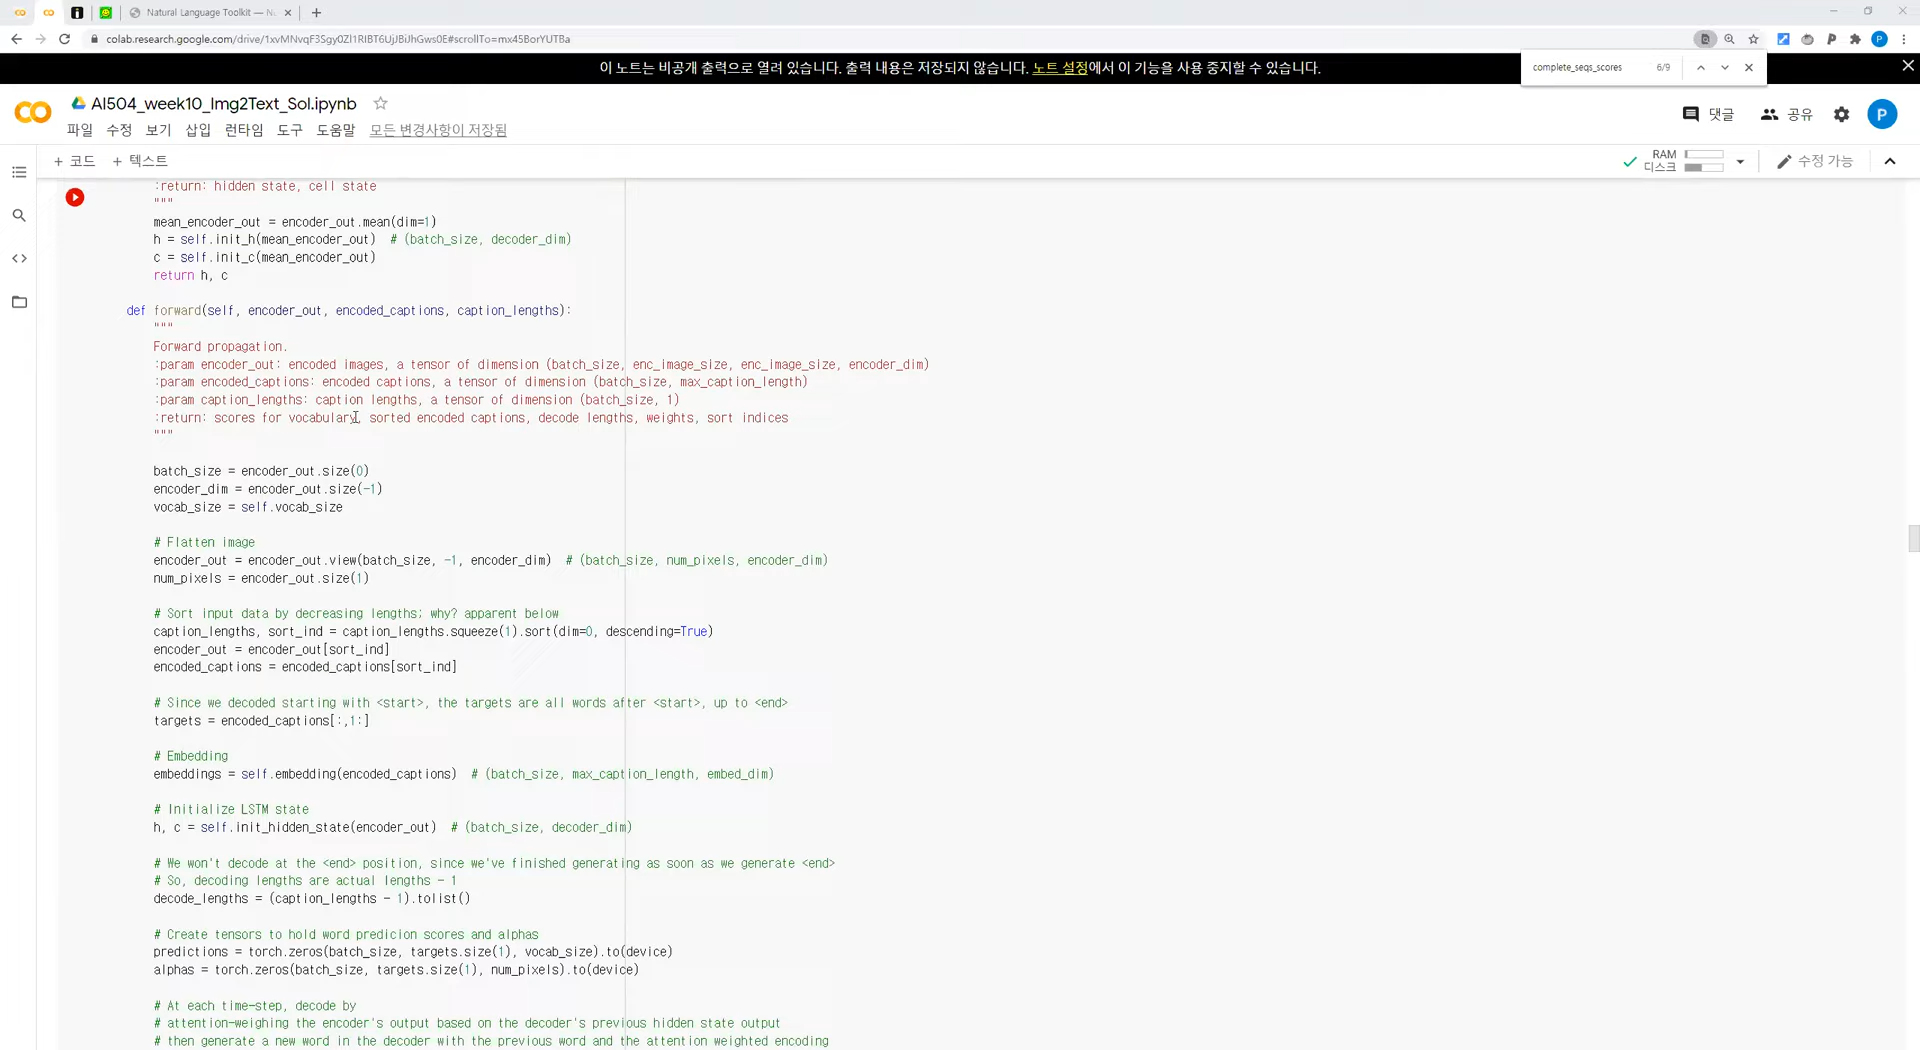 Natural Language Toolkit — N
colab.research.google.com/drive/1xvMNvqF3Sgy0Zl1RIBT6UjJBiJhGws0E#scrollTo=mx45BorYUTBa
이 노트는 비공개 출력으로 열려 있습니다. 출력 내용은 저장되지 않습니다. 노트 설정에서 이 기능을 사용 중지할 수 있습니다.
complete_seqs_scores 6/9
AI504_week10_Img2Text_Sol.ipynb
댓글 공유 P
파일 수정 보기 삽입 런타임 도구 도움말 모든 변경사항이 저장됨
+ 코드 + 텍스트
RAM
디스크
수정 가능
:return: hidden state, cell state
"""
mean_encoder_out = encoder_out.mean(dim=1)
h = self.init_h(mean_encoder_out)  # (batch_size, decoder_dim)
c = self.init_c(mean_encoder_out)
return h, c
def forward(self, encoder_out, encoded_captions, caption_lengths):
"""
Forward propagation.
:param encoder_out: encoded images, a tensor of dimension (batch_size, enc_image_size, enc_image_size, encoder_dim)
:param encoded_captions: encoded captions, a tensor of dimension (batch_size, max_caption_length)
:param caption_lengths: caption lengths, a tensor of dimension (batch_size, 1)
:return: scores for vocabulary, sorted encoded captions, decode lengths, weights, sort indices
"""
batch_size = encoder_out.size(0)
encoder_dim = encoder_out.size(-1)
vocab_size = self.vocab_size
# Flatten image
encoder_out = encoder_out.view(batch_size, -1, encoder_dim)  # (batch_size, num_pixels, encoder_dim)
num_pixels = encoder_out.size(1)
# Sort input data by decreasing lengths; why? apparent below
caption_lengths, sort_ind = caption_lengths.squeeze(1).sort(dim=0, descending=True)
encoder_out = encoder_out[sort_ind]
encoded_captions = encoded_captions[sort_ind]
# Since we decoded starting with <start>, the targets are all words after <start>, up to <end>
targets = encoded_captions[:,1:]
# Embedding
embeddings = self.embedding(encoded_captions)  # (batch_size, max_caption_length, embed_dim)
# Initialize LSTM state
h, c = self.init_hidden_state(encoder_out)  # (batch_size, decoder_dim)
# We won't decode at the <end> position, since we've finished generating as soon as we generate <end>
# So, decoding lengths are actual lengths - 1
decode_lengths = (caption_lengths - 1).tolist()
# Create tensors to hold word predicion scores and alphas
predictions = torch.zeros(batch_size, targets.size(1), vocab_size).to(device)
alphas = torch.zeros(batch_size, targets.size(1), num_pixels).to(device)
# At each time-step, decode by
# attention-weighing the encoder's output based on the decoder's previous hidden state output
# then generate a new word in the decoder with the previous word and the attention weighted encoding